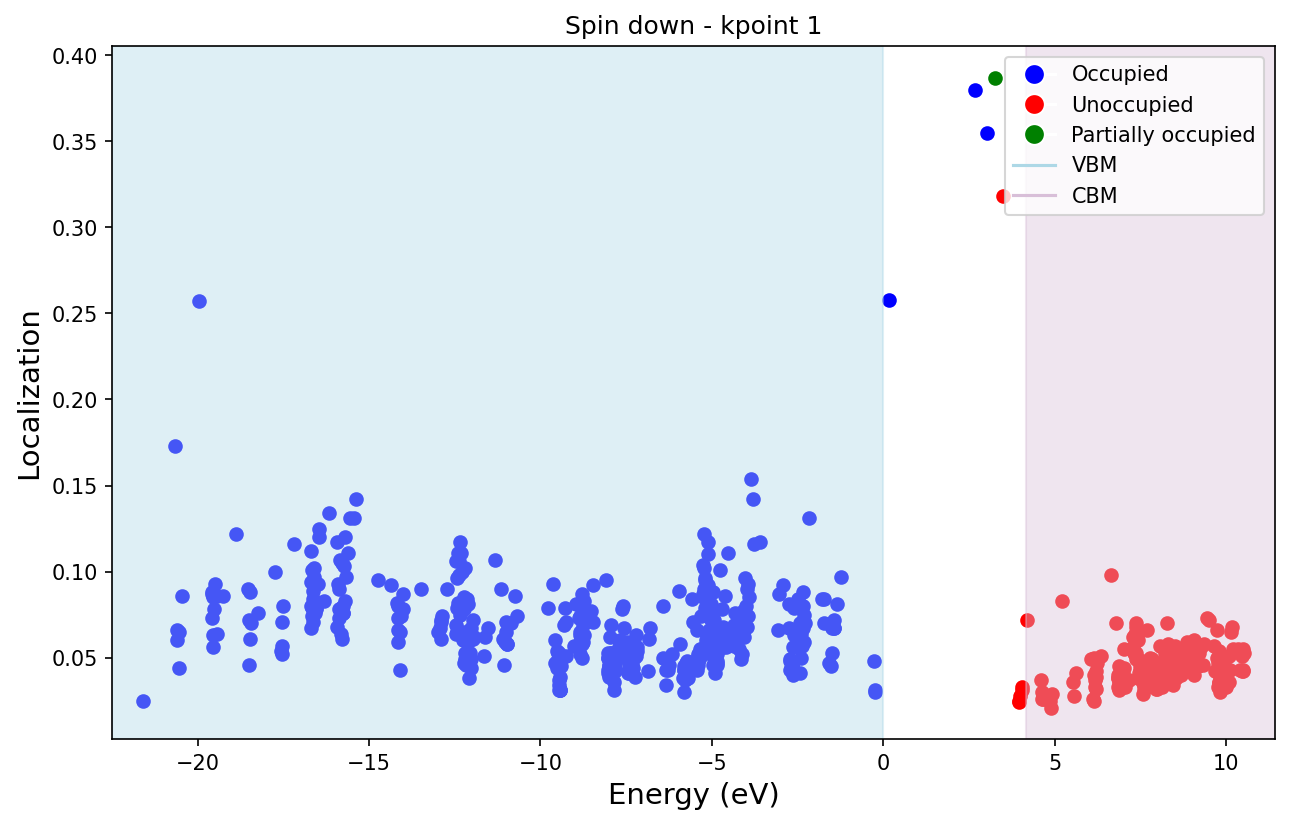 Spin down - kpoint 1
Localization
0.40
0.35
0.30
0.25
0.20
0.15
0.10
0.05
Occupied
Unoccupied
Partially occupied
VBM
CBM
−20
−15
−10
−5
0
5
10
Energy (eV)